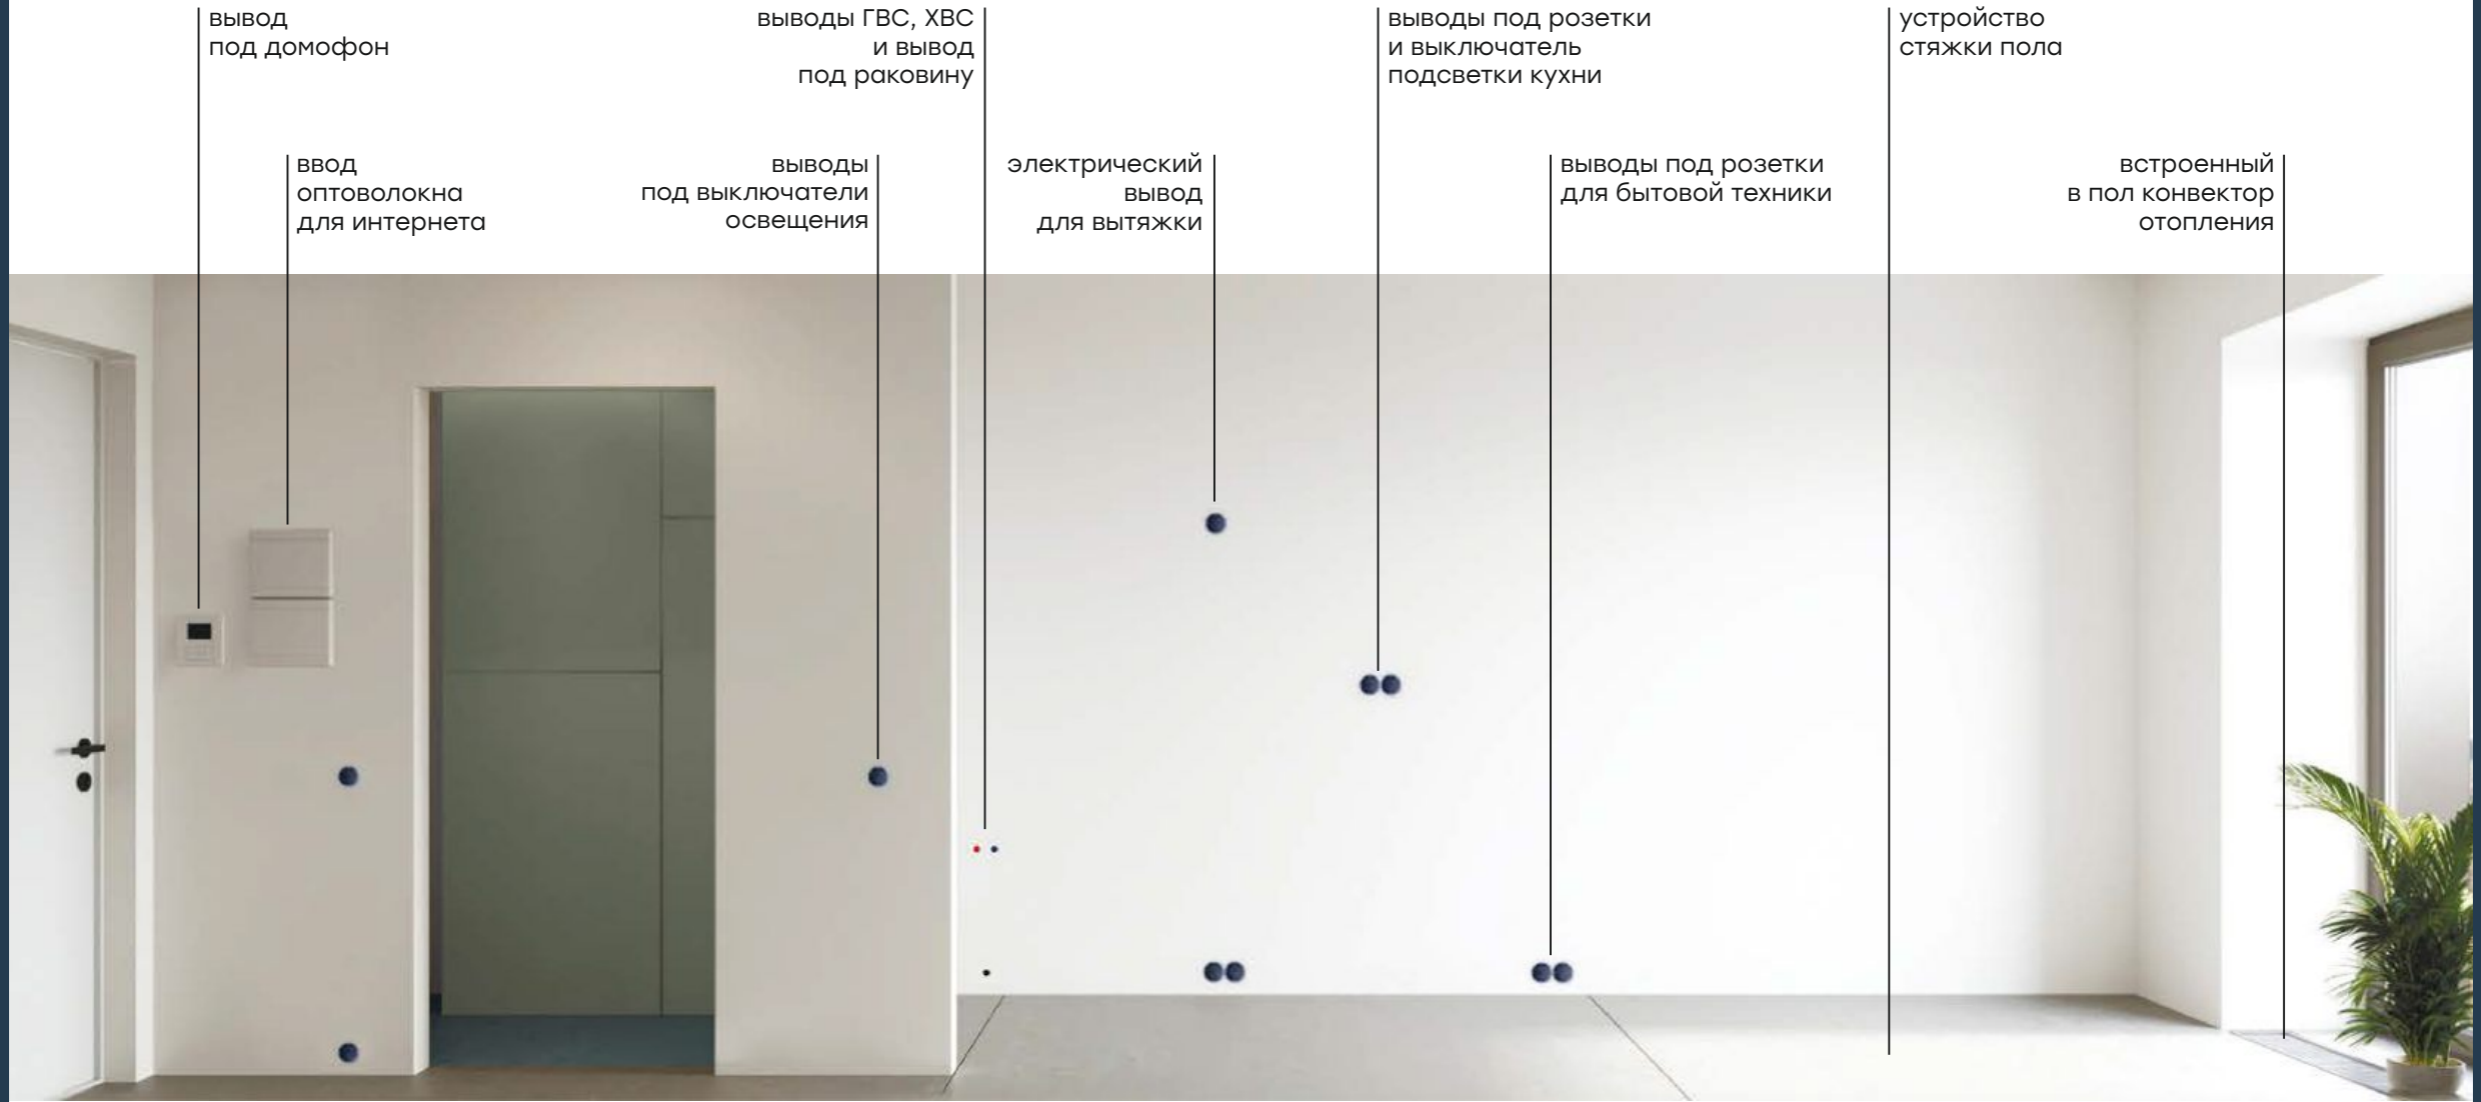 вывод
под домофон
выводы ГВС, ХВС
и вывод
под раковину
выводы под розетки
и выключатель
подсветки кухни
устройство
стяжки пола
ввод
оптоволокна
для интернета
выводы
под выключатели
освещения
электрический
вывод
для вытяжки
выводы под розетки
для бытовой техники
встроенный
в пол конвектор
отопления